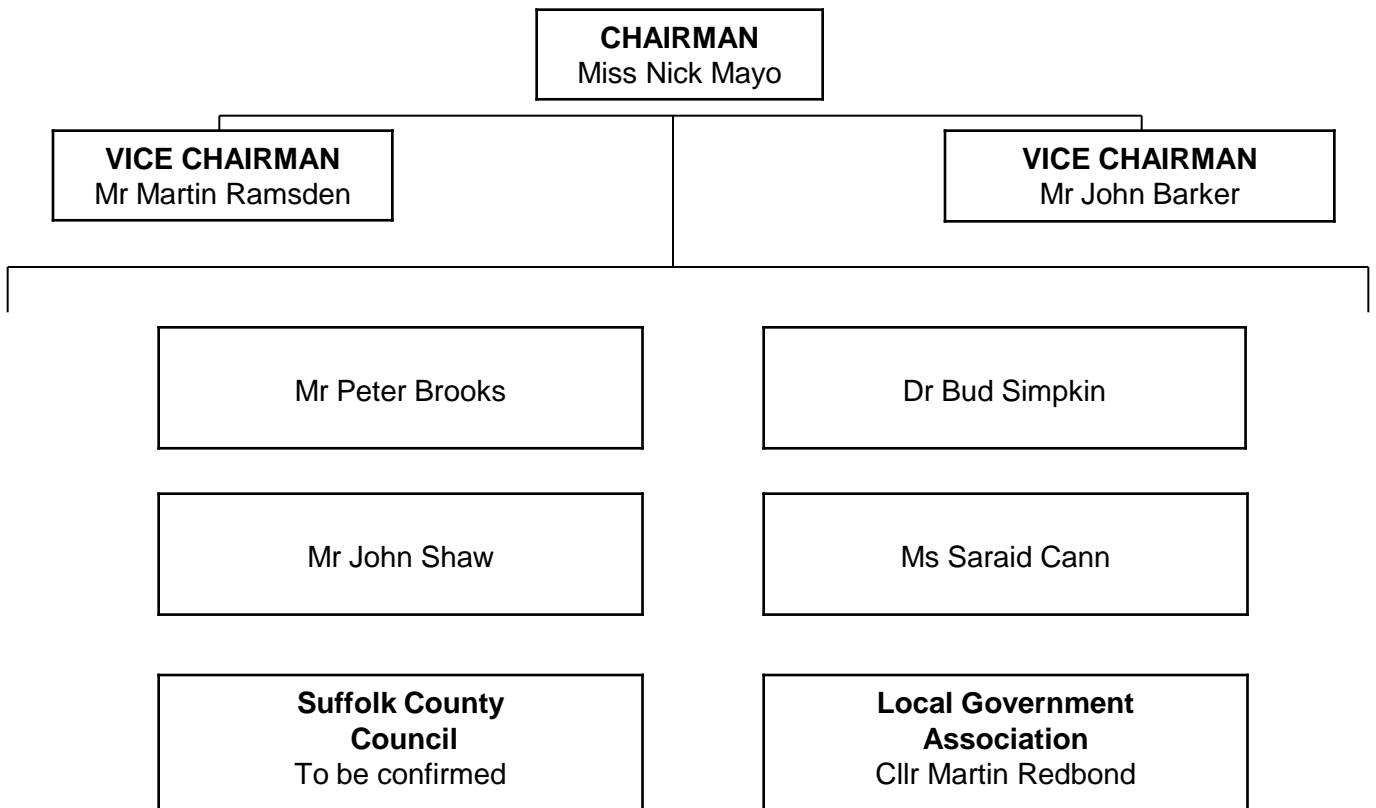 CHAIRMAN
Miss Nick Mayo
VICE CHAIRMAN
Mr Martin Ramsden
VICE CHAIRMAN
Mr John Barker
Mr Peter Brooks
Dr Bud Simpkin
Mr John Shaw
Ms Saraid Cann
Suffolk County
Council
To be confirmed
Local Government
Association
Cllr Martin Redbond